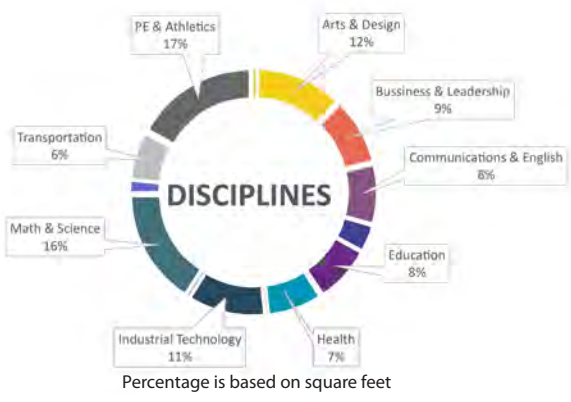 PE & Athletics
17%
Arts & Design
12%
Bussiness & Leadership
9%
Transportation
6%
Communications & English
8%
DISCIPLINES
Math & Science
16%
Education
8%
Industrial Technology
11%
Health
7%
Percentage is based on square feet